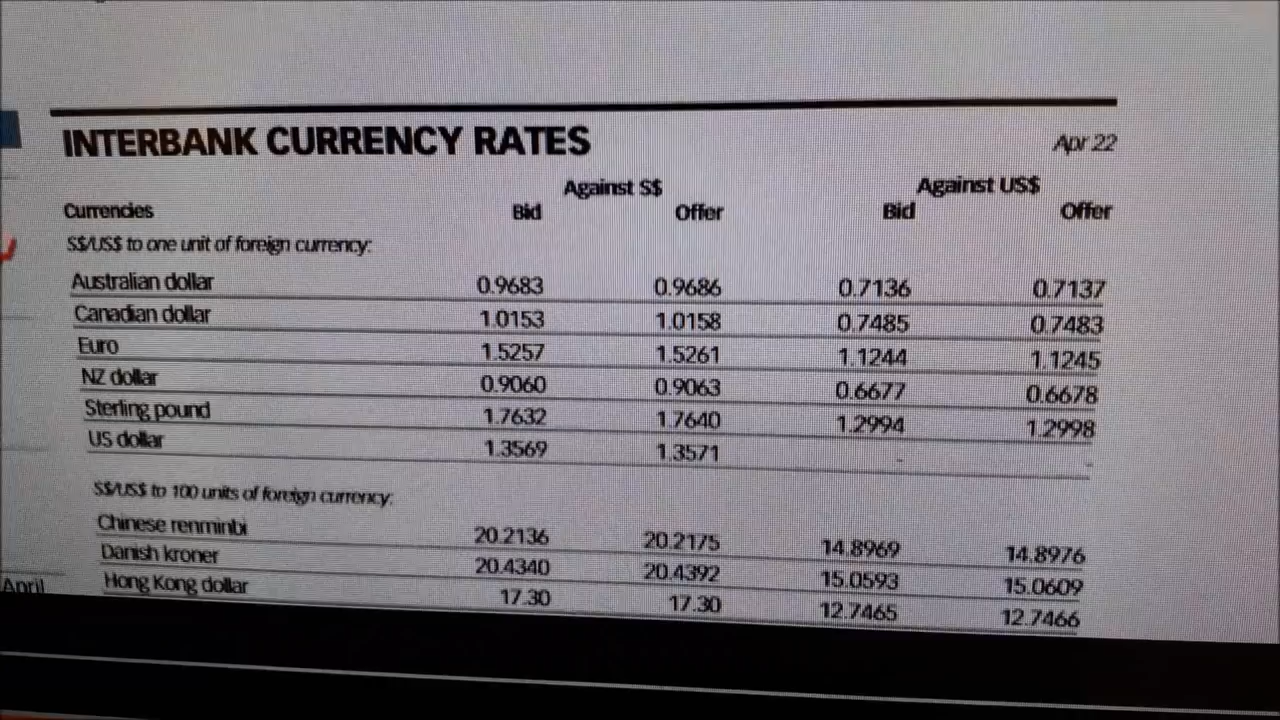 INTERBANK CURRENCY RATES Apr 22
Against S$ Against US$
Currencies Bid Offer Bid Offer
S$/US$ to one unit of foreign currency:
Australian dollar 0.9683 0.9686 0.7136 0.7137
Canadian dollar 1.0153 1.0158 0.7485 0.7483
Euro 1.5257 1.5261 1.1244 1.1245
NZ dollar 0.9060 0.9063 0.6677 0.6678
Sterling pound 1.7632 1.7640 1.2994 1.2998
US dollar 1.3569 1.3571 - -
S$/US$ to 100 units of foreign currency:
Chinese renminbi 20.2136 20.2175 14.8969 14.8976
Danish kroner 20.4340 20.4392 15.0593 15.0609
April
Hong Kong dollar 17.30 17.30 12.7465 12.7466